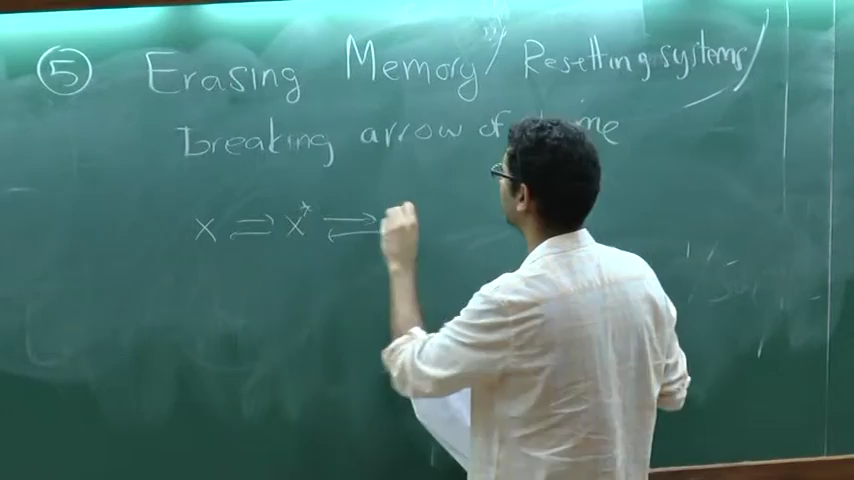 ⑤ Erasing Memory / Resetting systems /
breaking arrow of
X ⇌ X* ⇌